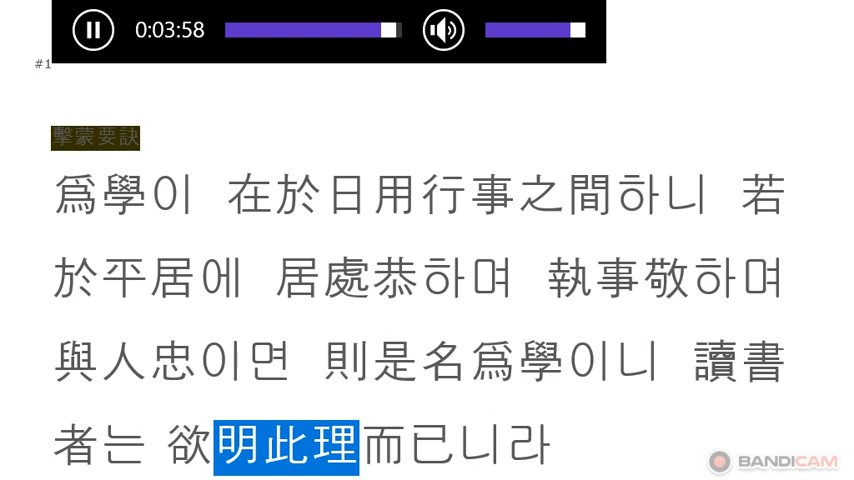 0:03:58
#1
擊蒙要訣
爲學이 在於日用行事之間하니 若
於平居에 居處恭하며 執事敬하며
與人忠이면 則是名爲學이니 讀書
者는 欲明此理而已니라
BANDICAM